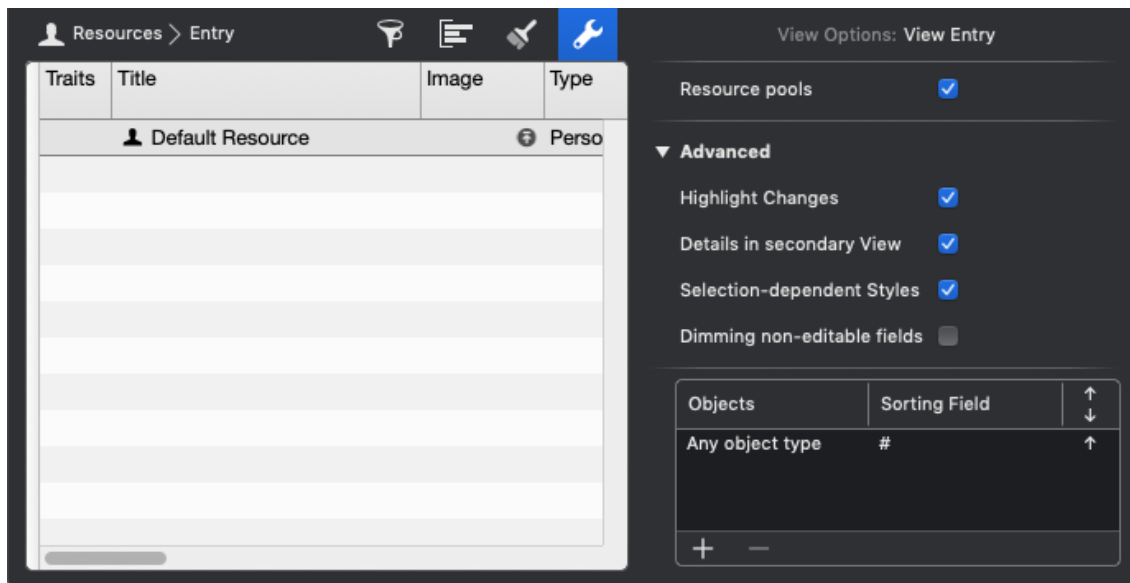 Resources > Entry
Traits Title Image Type
Default Resource Perso
View Options: View Entry
Resource pools
Advanced
Highlight Changes
Details in secondary View
Selection-dependent Styles
Dimming non-editable fields
Objects Sorting Field ↑↓
Any object type # ↑
+ −